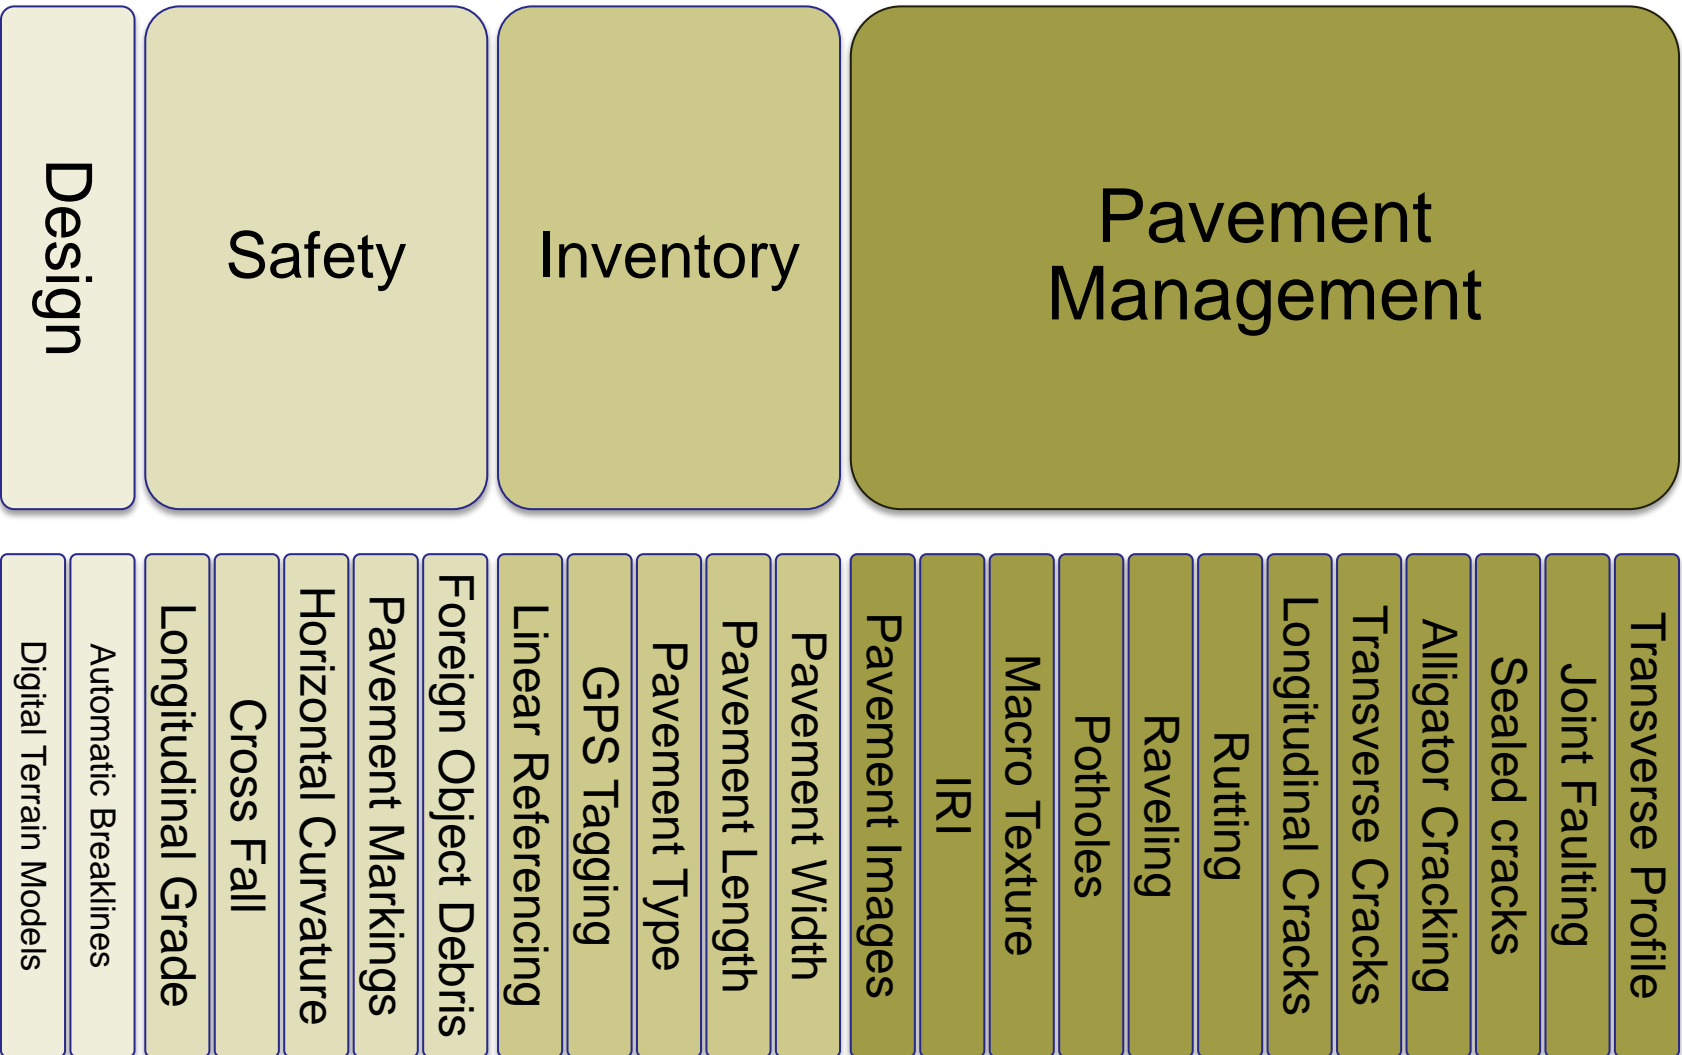 Design
Safety
Inventory
Pavement
Management
Digital Terrain Models
Automatic Breaklines
Longitudinal Grade
Cross Fall
Horizontal Curvature
Pavement Markings
Foreign Object Debris
Linear Referencing
GPS Tagging
Pavement Type
Pavement Length
Pavement Width
Pavement Images
IRI
Macro Texture
Potholes
Raveling
Rutting
Longitudinal Cracks
Transverse Cracks
Alligator Cracking
Sealed cracks
Joint Faulting
Transverse Profile